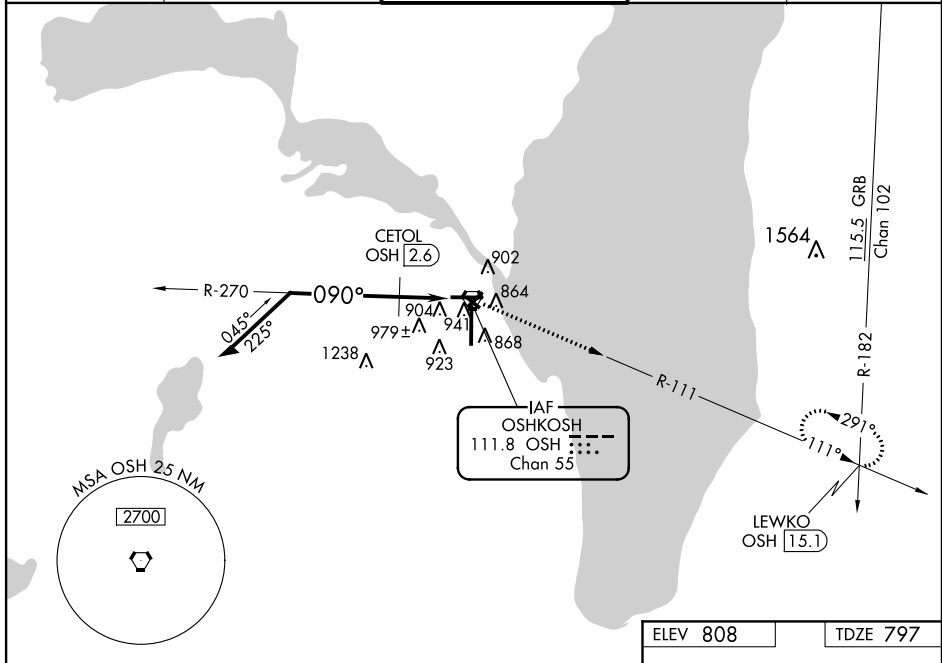 115.5 GRB
Chan 102
1564
CETOL
OSH 2.6
902
R-270
090°
864
904
941
979±
045°
225°
868
1238
923
R-182
R-111
IAF
OSHKOSH
111.8 OSH
Chan 55
291°
111°
MSA OSH 25 NM
2700
LEWKO
OSH 15.1
ELEV 808
TDZE 797